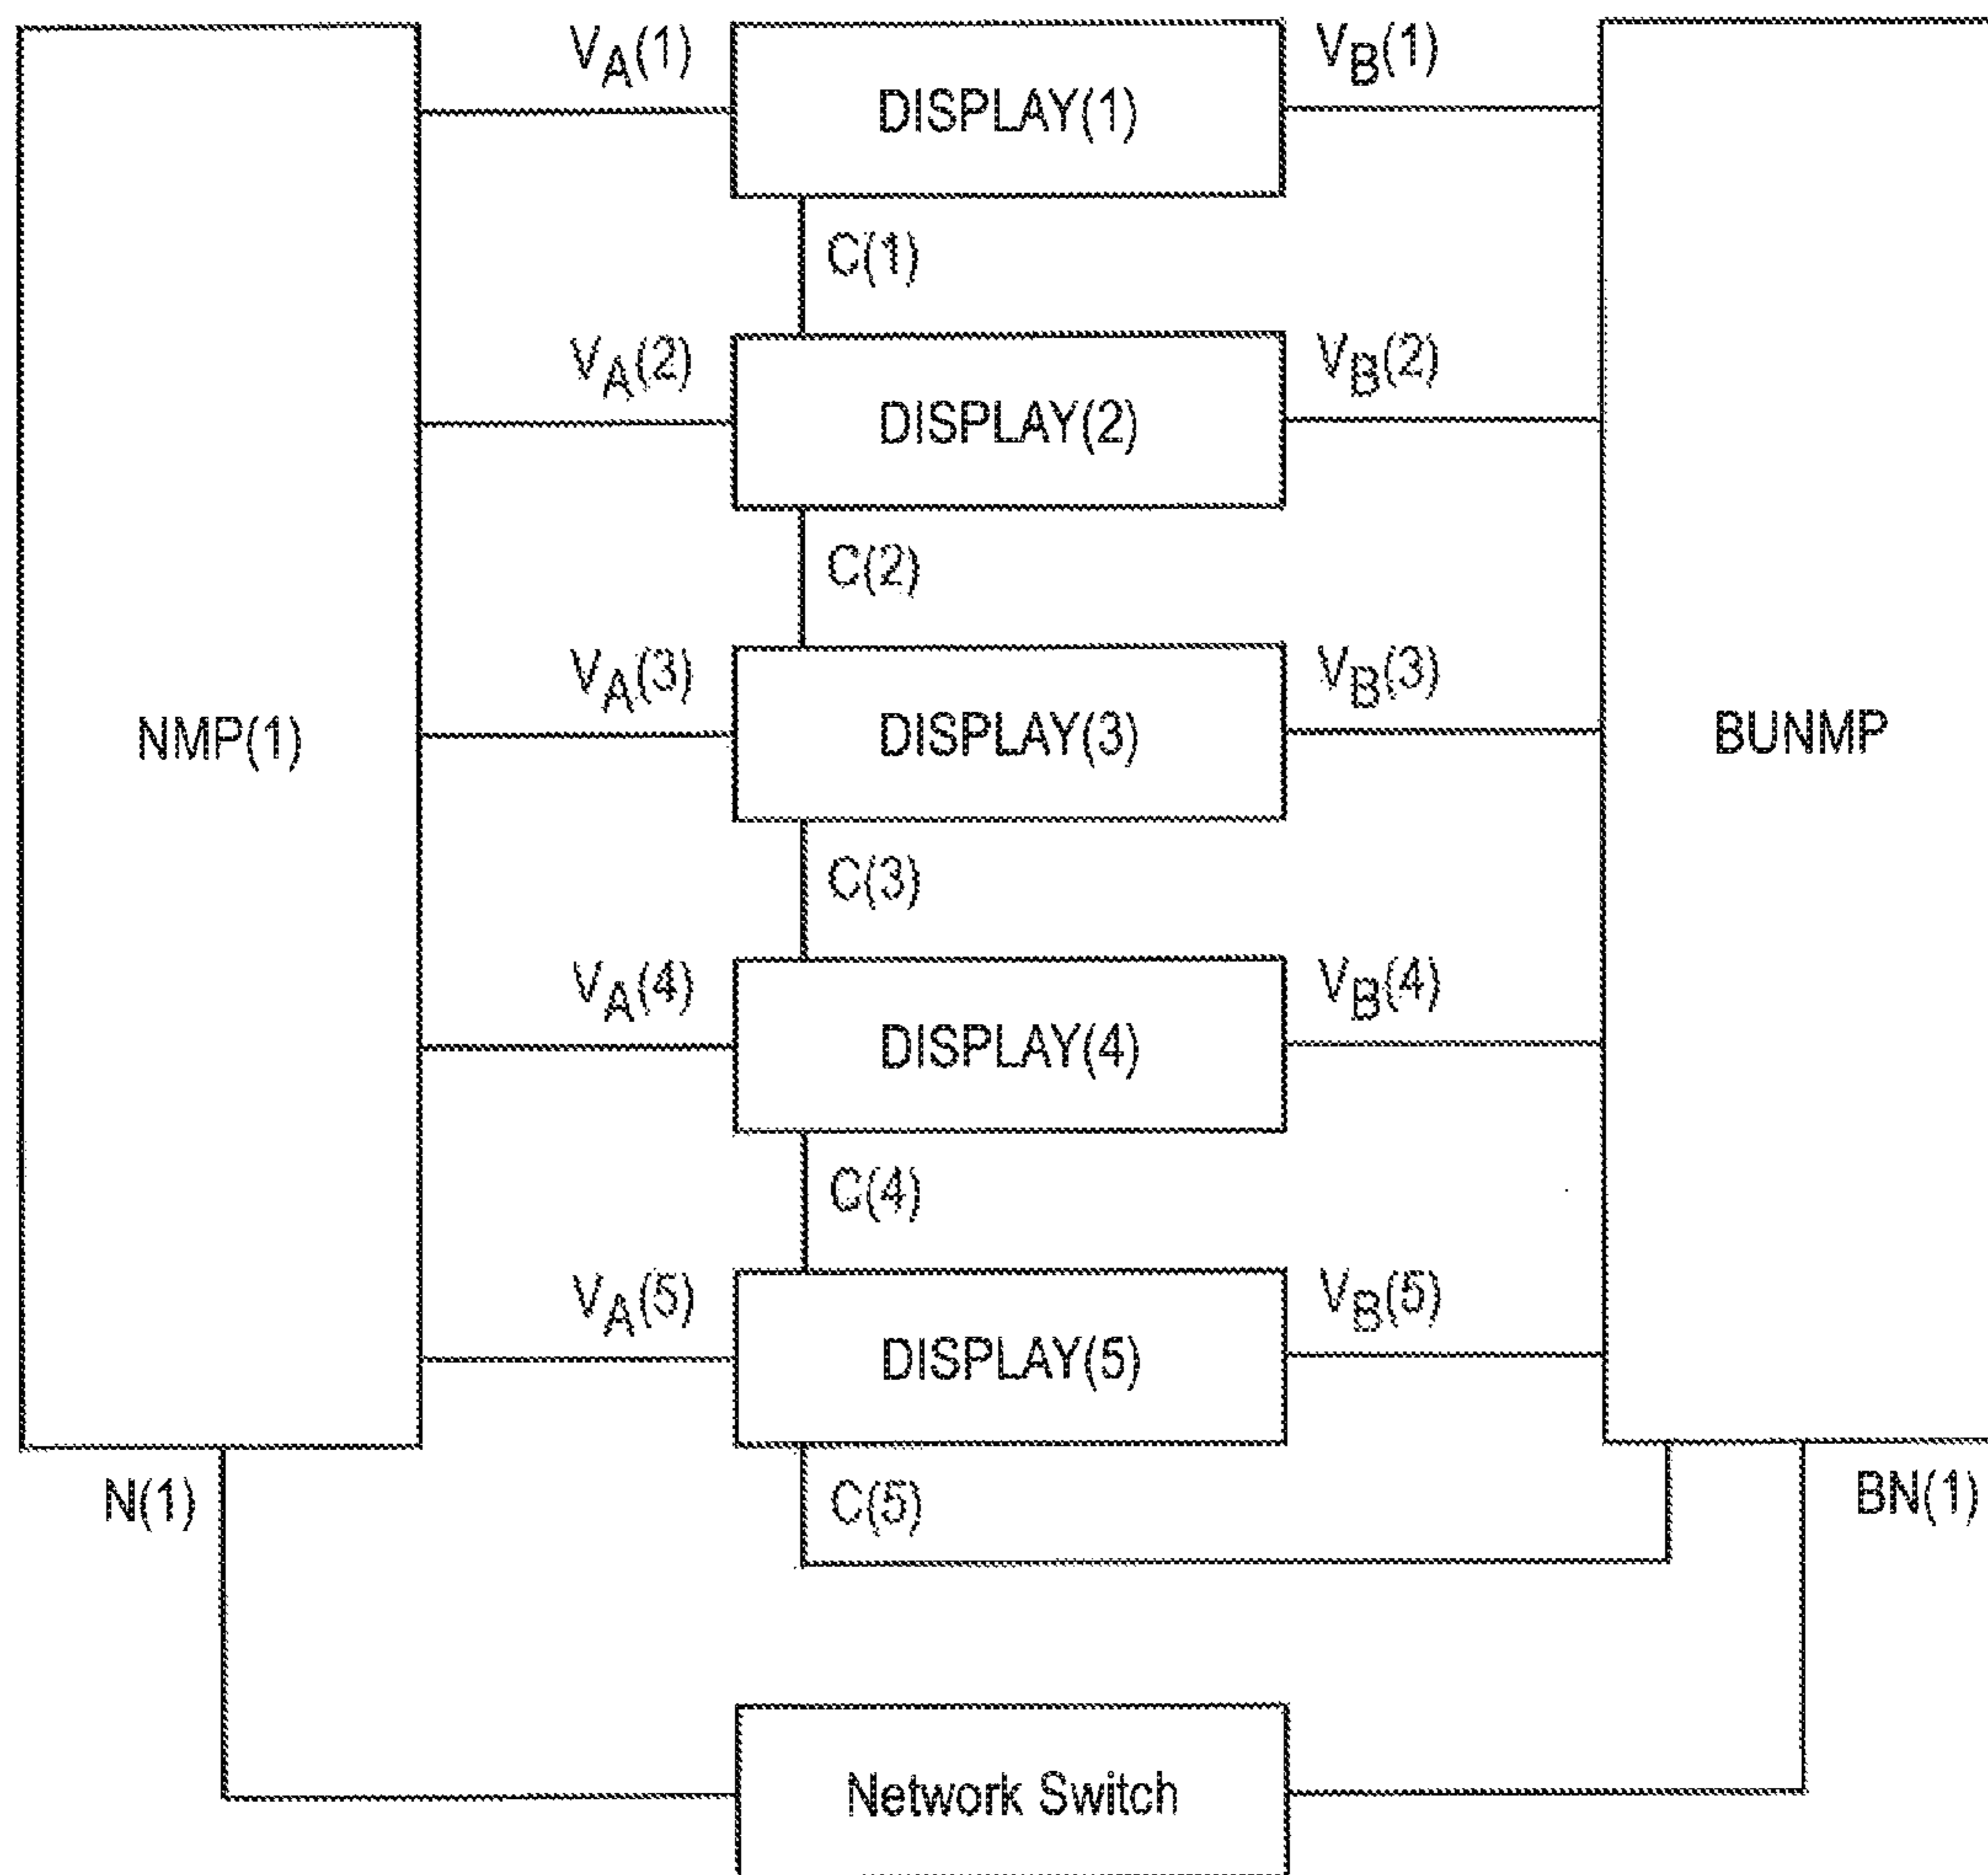 VA(1) VB(1)
DISPLAY(1)
C(1)
VA(2) VB(2)
DISPLAY(2)
C(2)
VA(3) VB(3)
NMP(1) DISPLAY(3) BUNMP
C(3)
VA(4) VB(4)
DISPLAY(4)
C(4)
VA(5) VB(5)
DISPLAY(5)
N(1) C(5) BN(1)
Network Switch